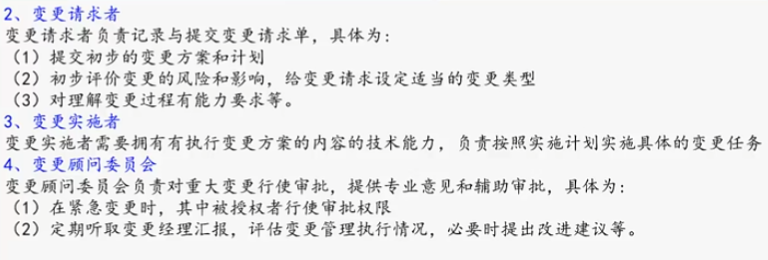 2、变更请求者
变更请求者负责记录与提交变更请求单，具体为：
（1）提交初步的变更方案和计划
（2）初步评价变更的风险和影响，给变更请求设定适当的变更类型
（3）对理解变更过程有能力要求等。
3、变更实施者
变更实施者需要拥有有执行变更方案的内容的技术能力，负责按照实施计划实施具体的变更任务
4、变更顾问委员会
变更顾问委员会负责对重大变更行使审批，提供专业意见和辅助审批，具体为：
（1）在紧急变更时，其中被授权者行使审批权限
（2）定期听取变更经理汇报，评估变更管理执行情况，必要时提出改进建议等。